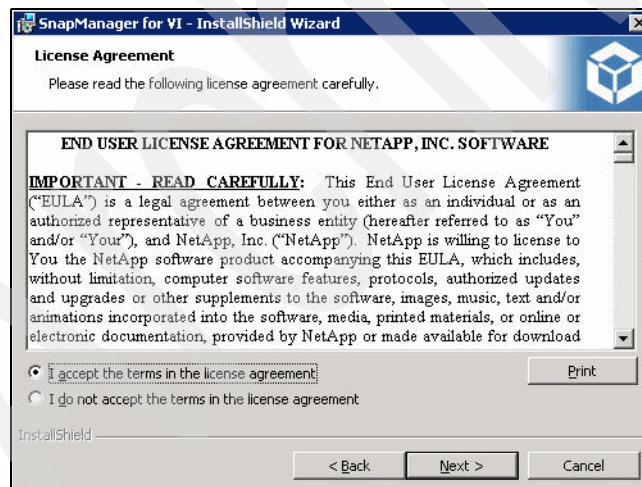 SnapManager for VI - InstallShield Wizard
License Agreement
Please read the following license agreement carefully.
END USER LICENSE AGREEMENT FOR NETAPP, INC. SOFTWARE
IMPORTANT - READ CAREFULLY: This End User License Agreement
("EULA") is a legal agreement between you either as an individual or as an
authorized representative of a business entity (hereafter referred to as "You"
and/or "Your"), and NetApp, Inc. ("NetApp"). NetApp is willing to license to
You the NetApp software product accompanying this EULA, which includes,
without limitation, computer software features, protocols, authorized updates
and upgrades or other supplements to the software, images, music, text and/or
animations incorporated into the software, media, printed materials, or online or
electronic documentation, provided by NetApp or made available for download
I accept the terms in the license agreement
Print
I do not accept the terms in the license agreement
InstallShield
< Back
Next >
Cancel